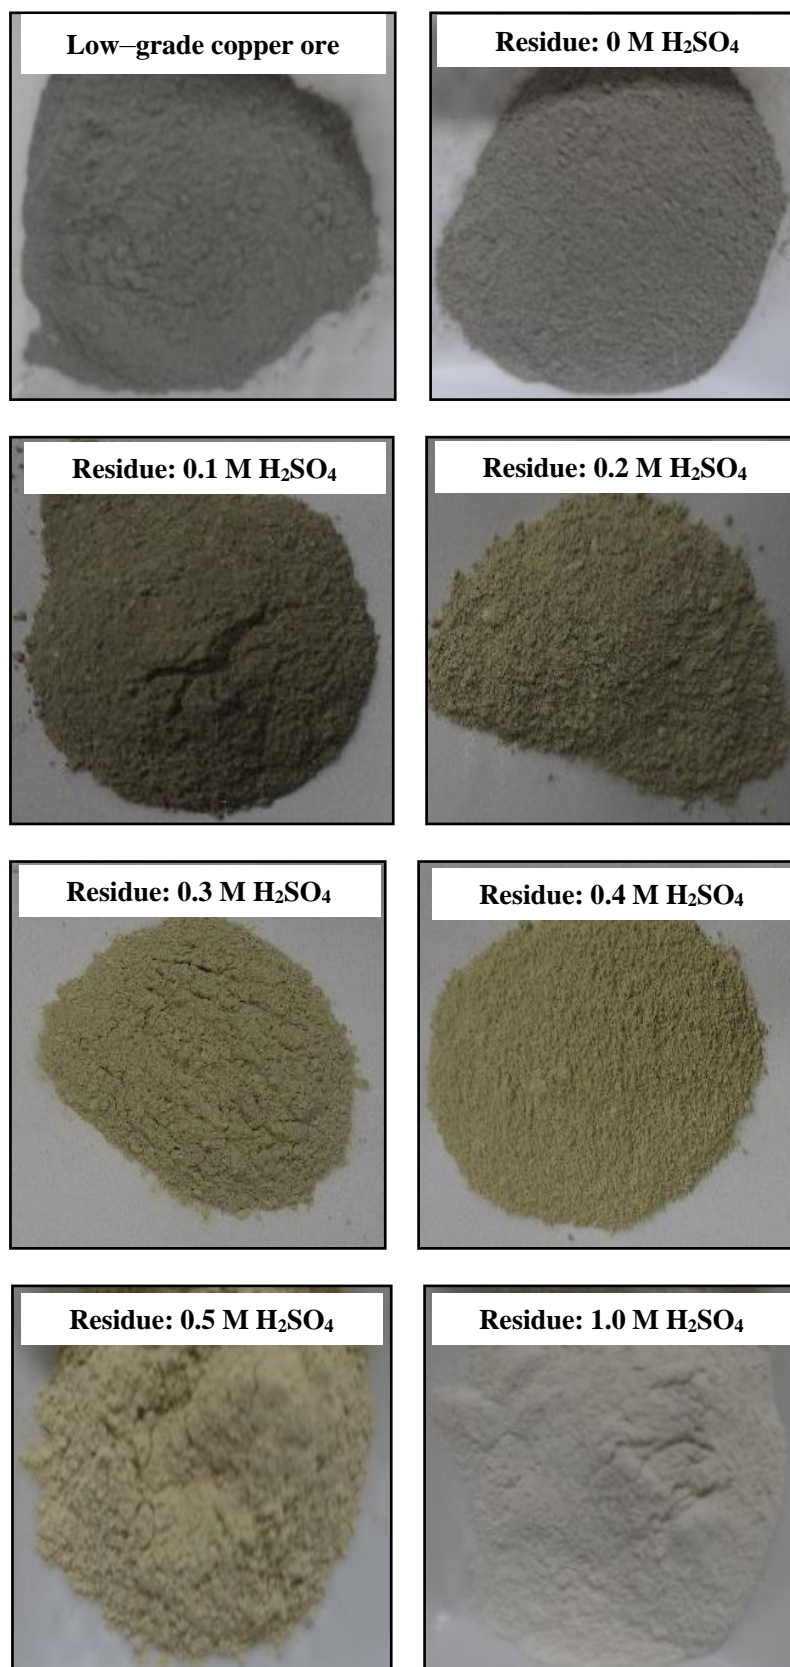 Low–grade copper ore
Residue: 0 M H₂SO₄
Residue: 0.1 M H₂SO₄
Residue: 0.2 M H₂SO₄
Residue: 0.3 M H₂SO₄
Residue: 0.4 M H₂SO₄
Residue: 0.5 M H₂SO₄
Residue: 1.0 M H₂SO₄